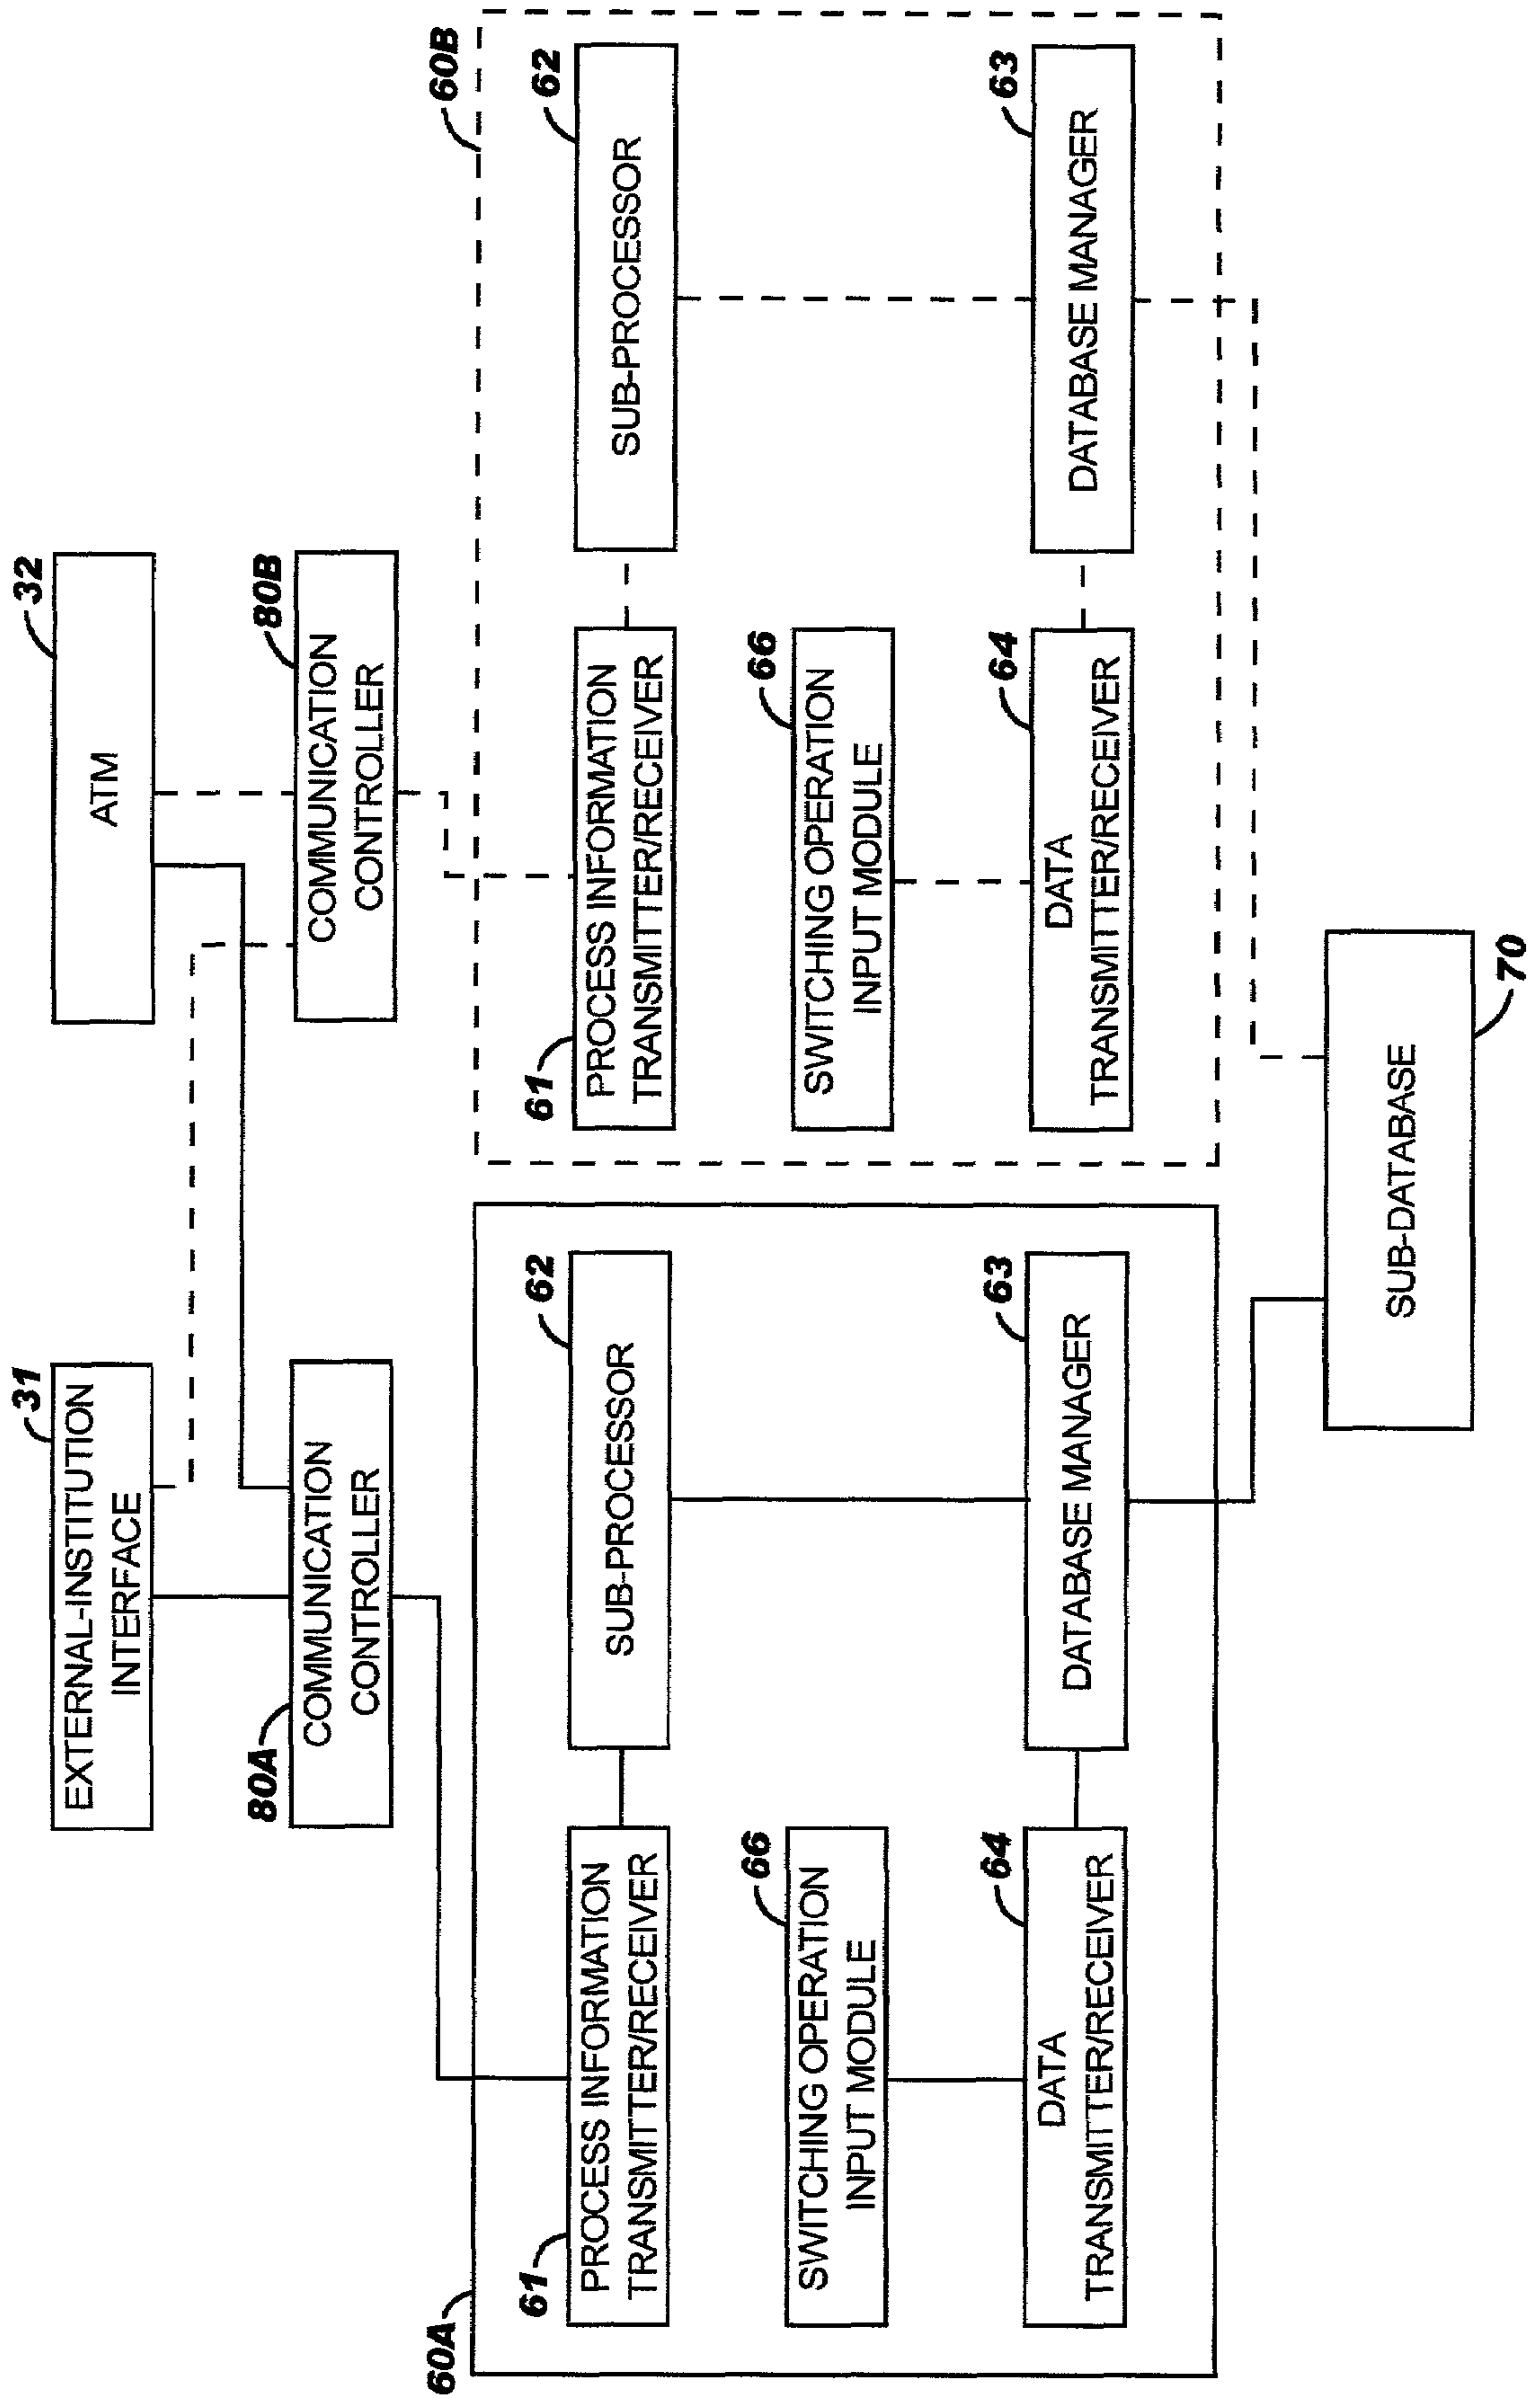 31
EXTERNAL-INSTITUTION
INTERFACE
32
ATM
80A
COMMUNICATION
CONTROLLER
80B
COMMUNICATION
CONTROLLER
60A
61
PROCESS INFORMATION
TRANSMITTER/RECEIVER
62
SUB-PROCESSOR
66
SWITCHING OPERATION
INPUT MODULE
64
DATA
TRANSMITTER/RECEIVER
63
DATABASE MANAGER
60B
61
PROCESS INFORMATION
TRANSMITTER/RECEIVER
62
SUB-PROCESSOR
66
SWITCHING OPERATION
INPUT MODULE
64
DATA
TRANSMITTER/RECEIVER
63
DATABASE MANAGER
SUB-DATABASE
70